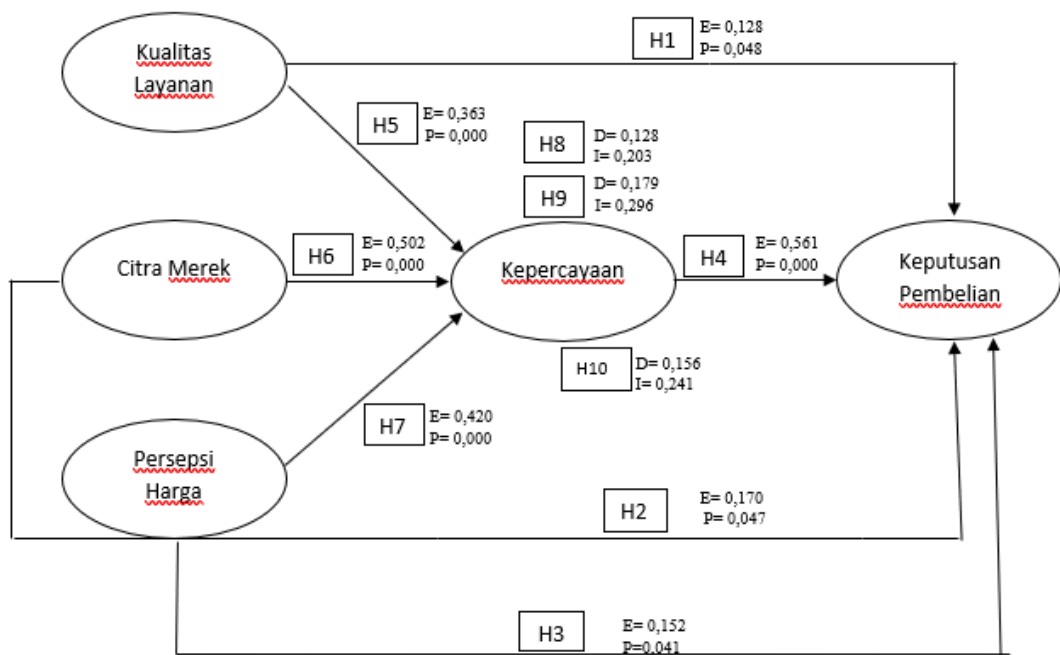 H1
E= 0,128
P= 0,048
Kualitas
Layanan
H5
E= 0,363
P= 0,000
H8
D= 0,128
I= 0,203
H9
D= 0,179
I= 0,296
Citra Merek
H6
E= 0,502
P= 0,000
Kepercayaan
H4
E= 0,561
P= 0,000
Keputusan
Pembelian
H10
D= 0,156
I= 0,241
H7
E= 0,420
P= 0,000
Persepsi
Harga
H2
E= 0,170
P= 0,047
H3
E= 0,152
P=0,041